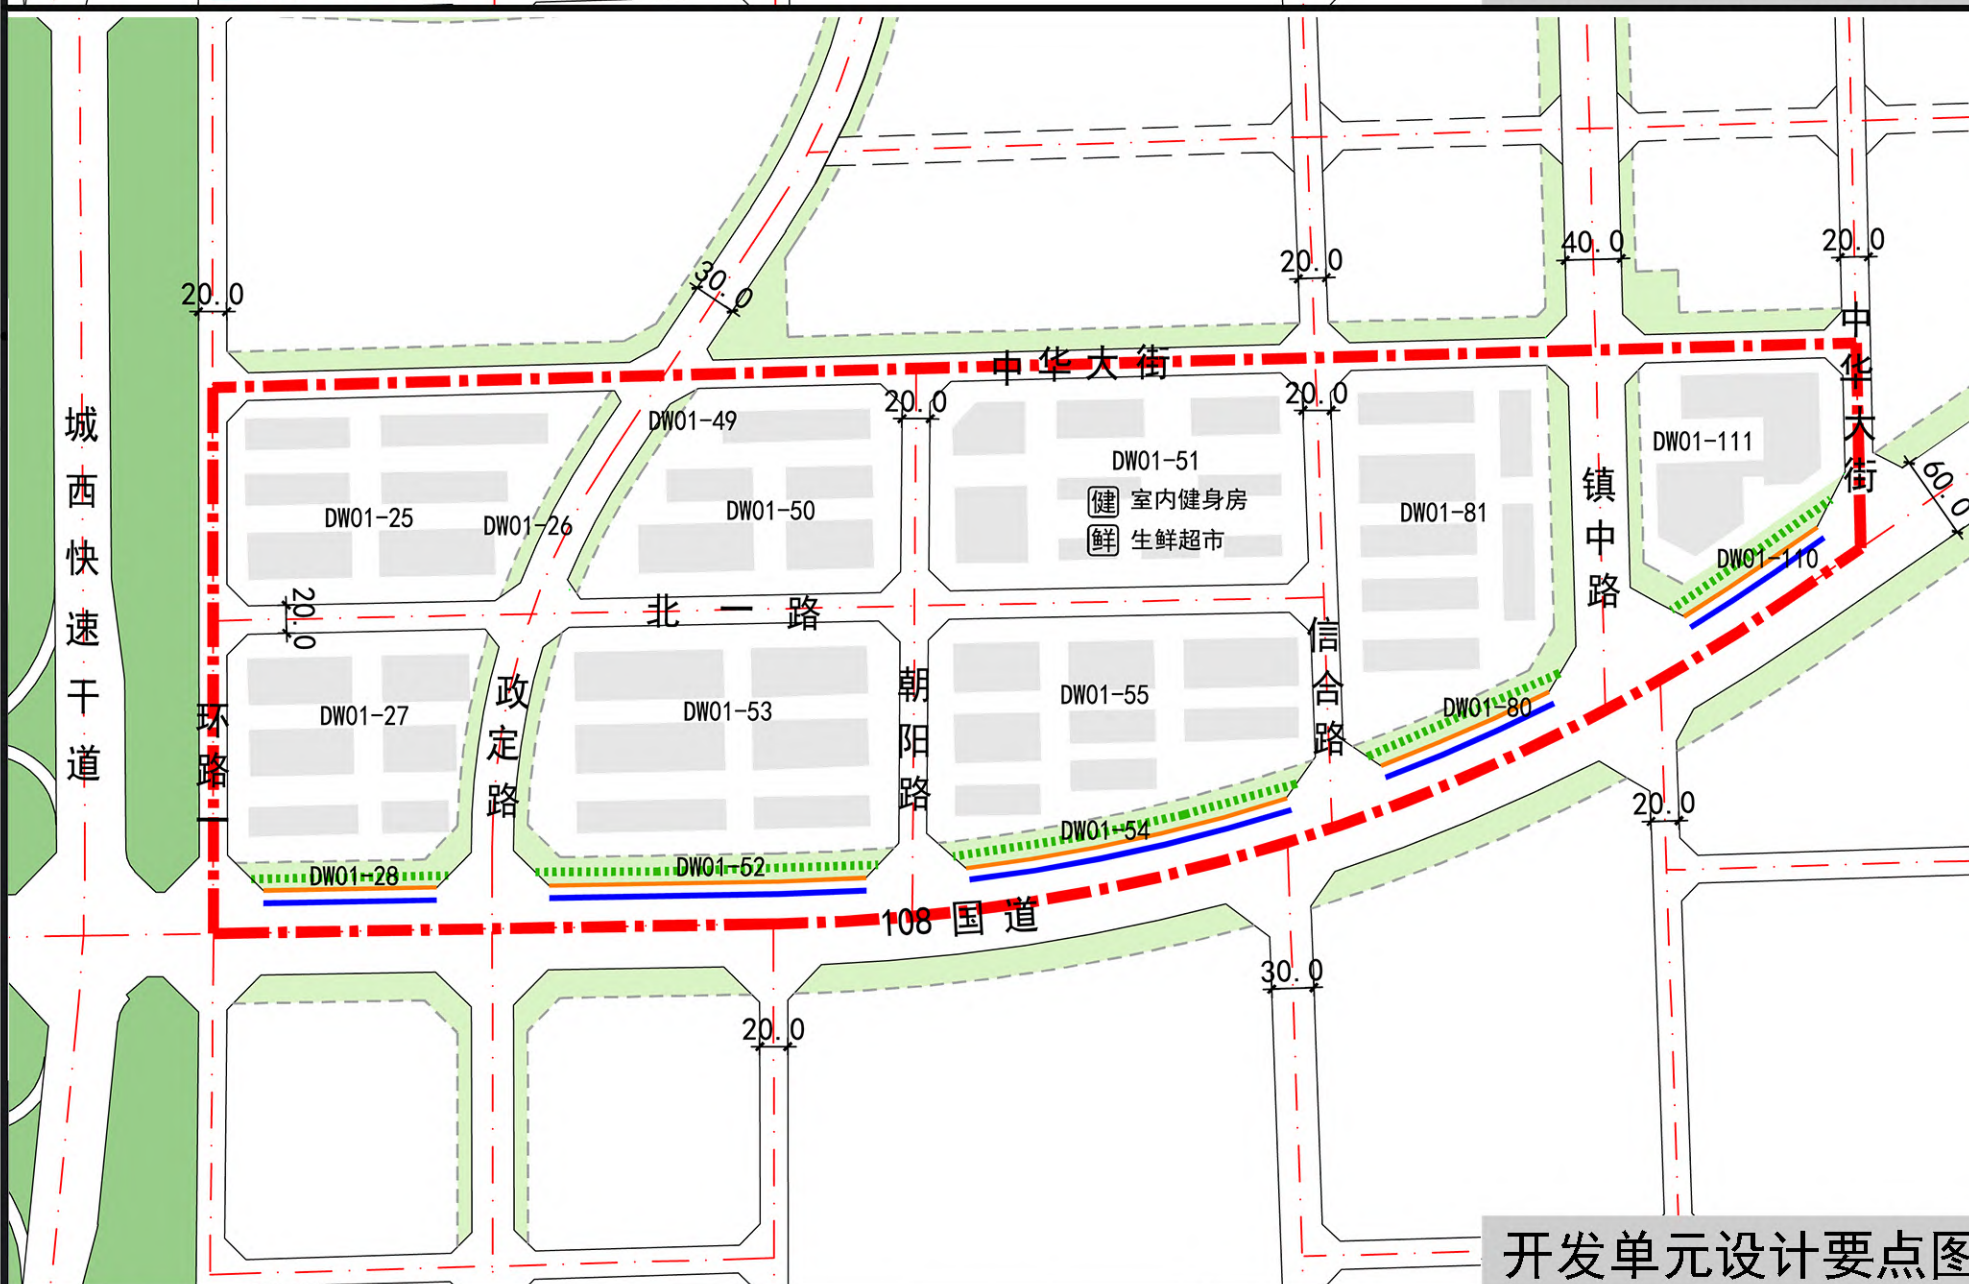 20.0
30.0
20.0
40.0
20.0
中华大街
中华大街
20.0
20.0
60.0
城西快速干道
DW01-49
DW01-51
DW01-111
DW01-25
DW01-26
DW01-50
健 室内健身房
鲜 生鲜超市
DW01-81
镇中路
DW01-110
20.0
北一路
信合路
环路一
DW01-27
政定路
DW01-53
朝阳路
DW01-55
DW01-80
DW01-28
DW01-52
DW01-54
20.0
108国道
30.0
20.0
开发单元设计要点图